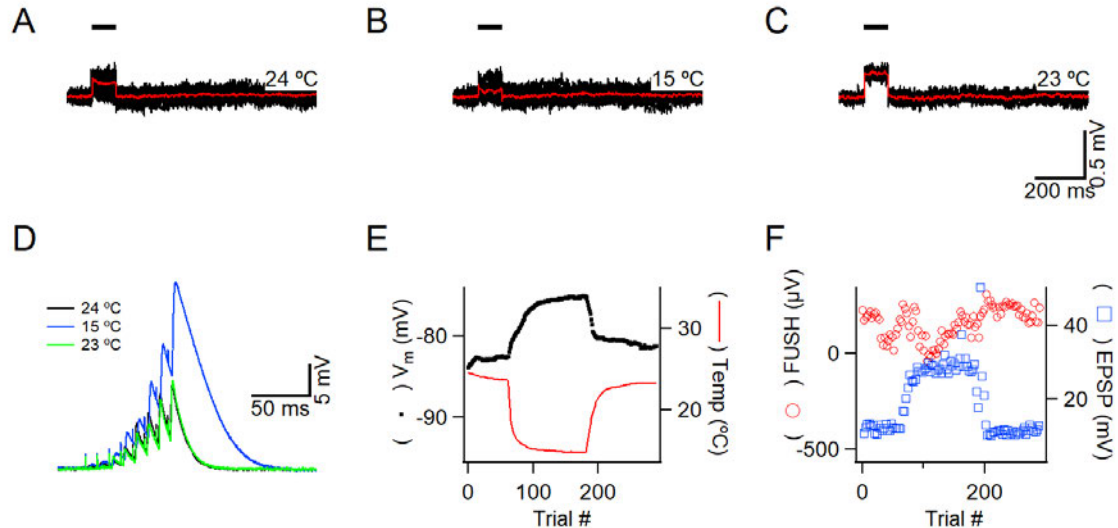 A
B
C
24 ºC
15 ºC
23 ºC
0.5 mV
200 ms
D
E
F
24 ºC
15 ºC
23 ºC
50 ms
5 mV
( • ) Vm (mV)
-80
-90
0
100
200
Trial #
30
20
( ) Temp (ºC)
( ) FUSH (µV)
0
-500
0
200
Trial #
40
20
( ) EPSP (mV)